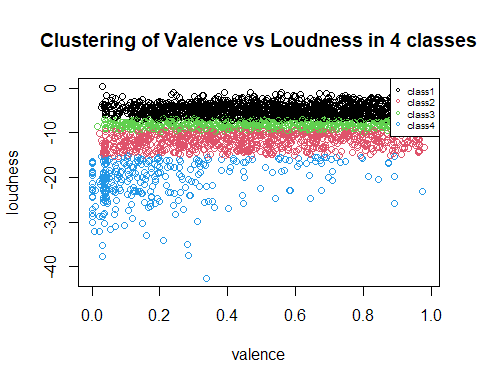 Clustering of Valence vs Loudness in 4 classes
class1
class2
class3
class4
loudness
0
-10
-20
-30
-40
0.0 0.2 0.4 0.6 0.8 1.0
valence